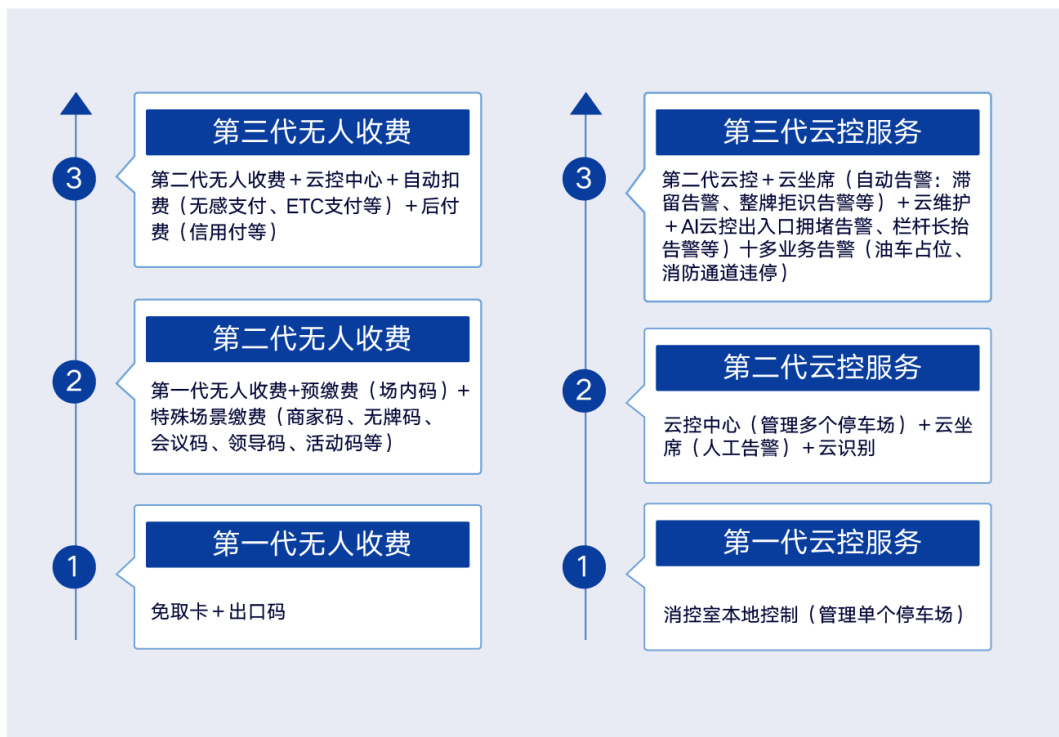 3
第三代无人收费
第二代无人收费+云控中心+自动扣
费（无感支付、ETC支付等）+后付
费（信用付等）
2
第二代无人收费
第一代无人收费+预缴费（场内码）+
特殊场景缴费（商家码、无牌码、
会议码、领导码、活动码等）
1
第一代无人收费
免取卡+出口码
3
第三代云控服务
第二代云控+云坐席（自动告警：滞
留告警、整牌拒识告警等）+云维护
+AI云控出入口拥堵告警、栏杆长抬
告警等）十多业务告警（油车占位、
消防通道违停）
2
第二代云控服务
云控中心（管理多个停车场）+云坐
席（人工告警）+云识别
1
第一代云控服务
消控室本地控制（管理单个停车场）